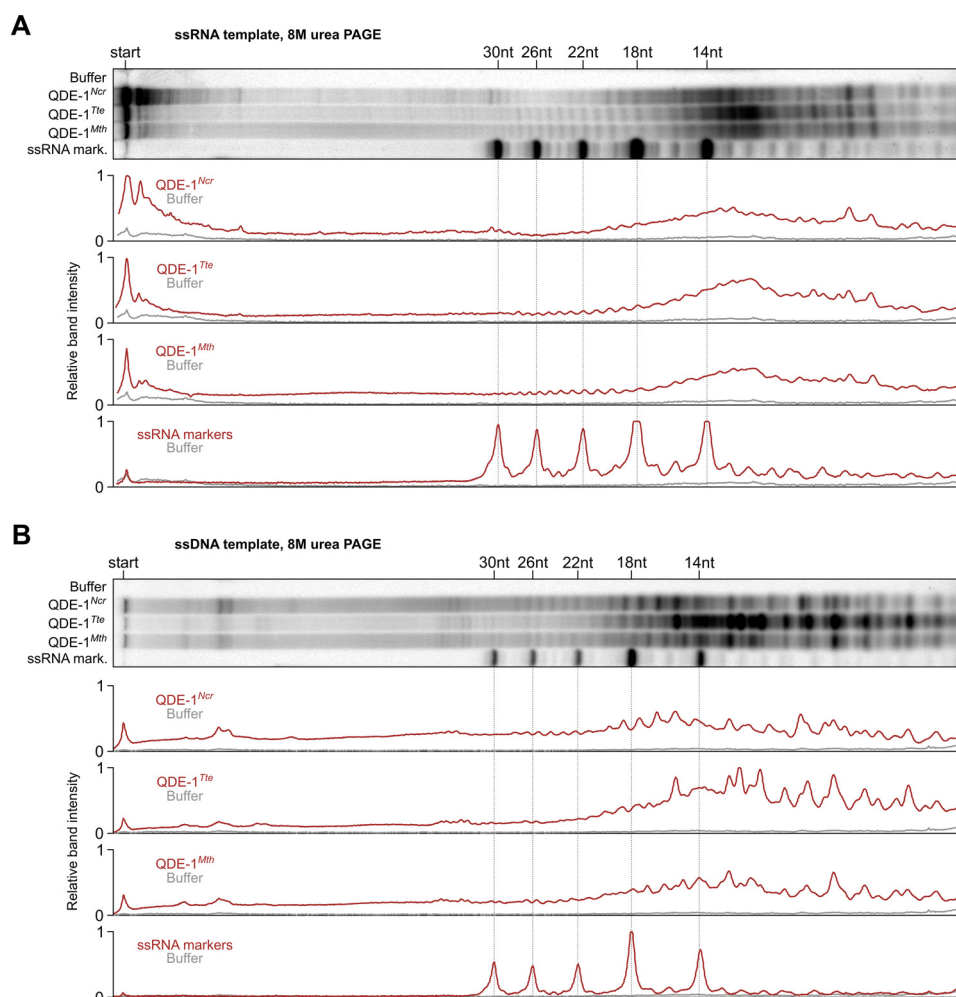 A
ssRNA template, 8M urea PAGE
start 30nt 26nt 22nt 18nt 14nt
Buffer
QDE-1Ncr
QDE-1Tte
QDE-1Mth
ssRNA mark.
Relative band intensity
1
QDE-1Ncr
Buffer
0
1
QDE-1Tte
Buffer
0
1
QDE-1Mth
Buffer
0
1
ssRNA markers
Buffer
0
B
ssDNA template, 8M urea PAGE
start 30nt 26nt 22nt 18nt 14nt
Buffer
QDE-1Ncr
QDE-1Tte
QDE-1Mth
ssRNA mark.
Relative band intensity
1
QDE-1Ncr
Buffer
0
1
QDE-1Tte
Buffer
0
1
QDE-1Mth
Buffer
0
1
ssRNA markers
Buffer
0